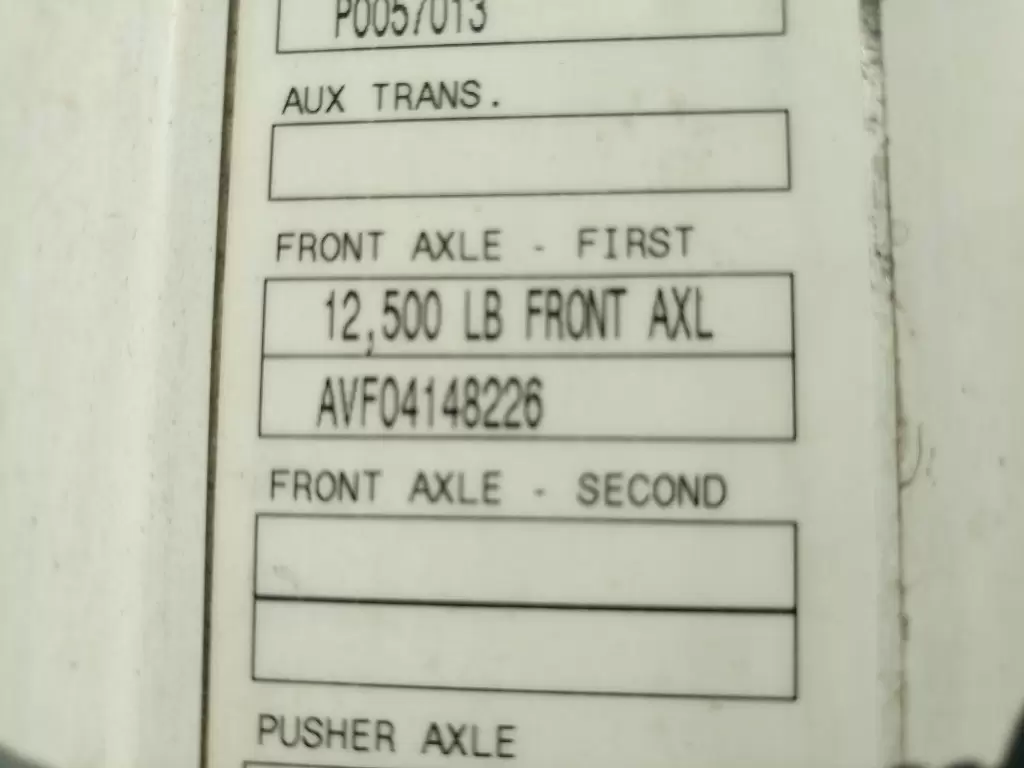 P0057013
AUX TRANS.
FRONT AXLE - FIRST
12,500 LB FRONT AXL
AVF04148226
FRONT AXLE - SECOND
PUSHER AXLE